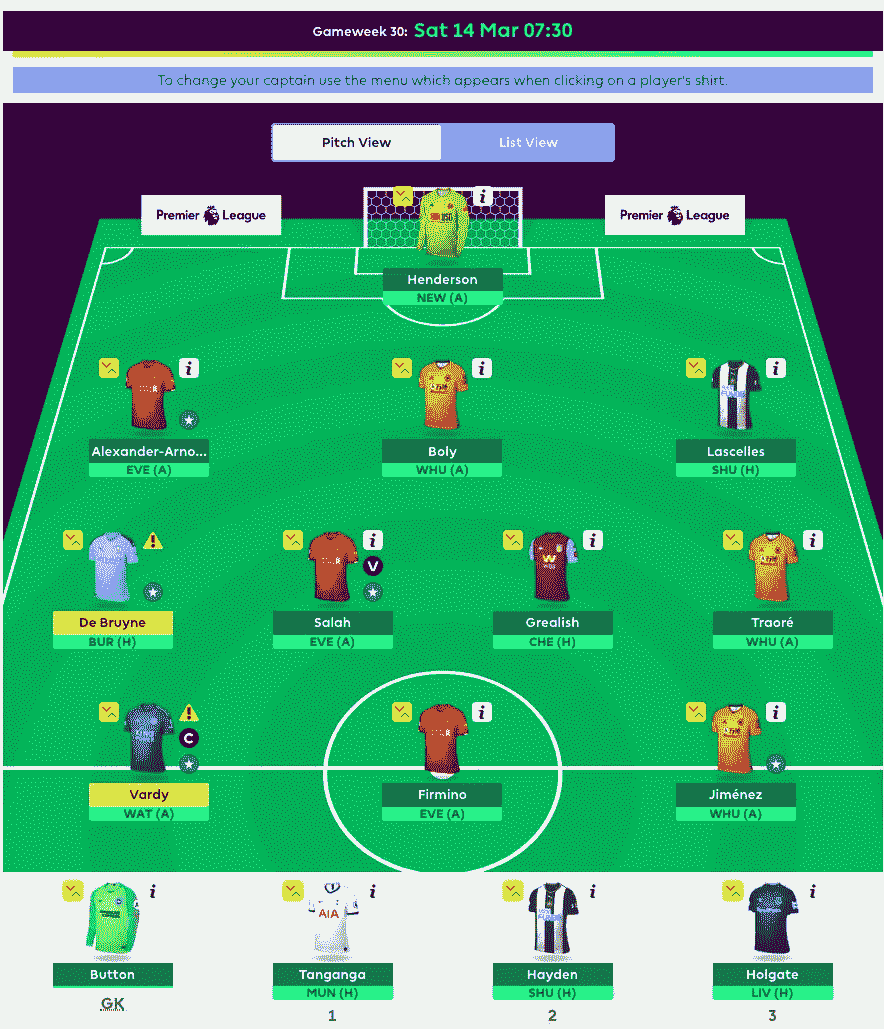 Gameweek 30: Sat 14 Mar 07:30
To change your captain use the menu which appears when clicking on a player's shirt.
Pitch View List View
Premier League Premier League
Henderson
NEW (A)
Alexander-Arno... Boly Lascelles
EVE (A) WHU (A) SHU (H)
V
De Bruyne Salah Grealish Traoré
BUR (H) EVE (A) CHE (H) WHU (A)
C
Vardy Firmino Jiménez
WAT (A) EVE (A) WHU (A)
AIA
Button Tanganga Hayden Holgate
MUN (H) SHU (H) LIV (H)
GK 1 2 3